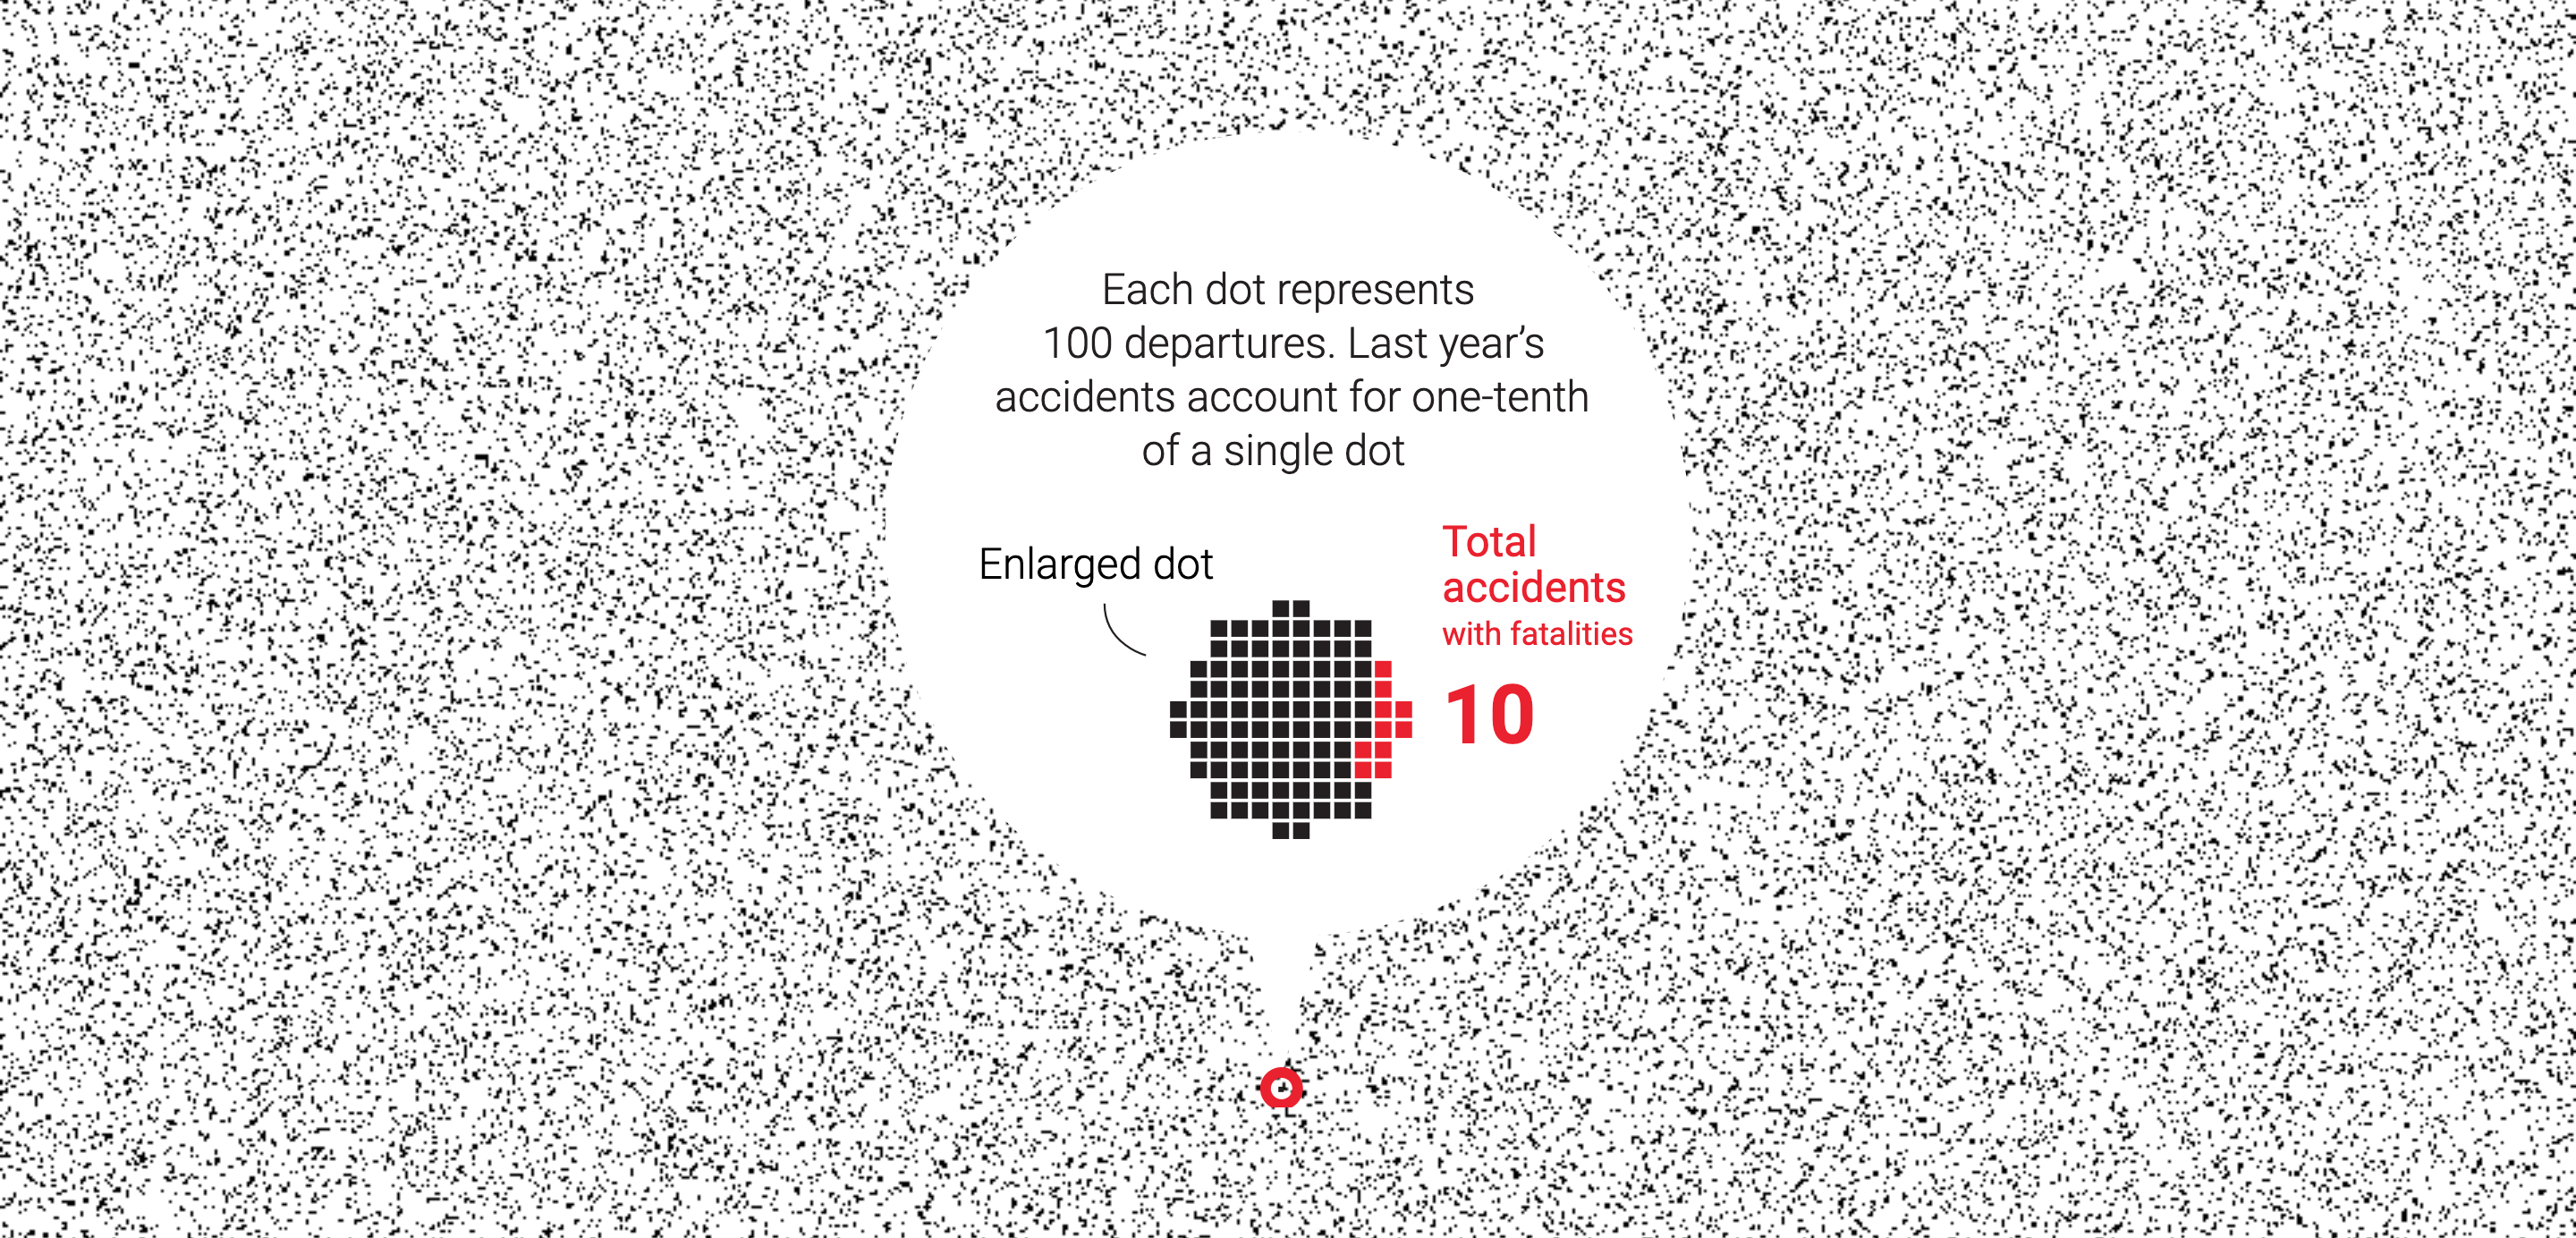 Each dot represents
100 departures. Last year’s
accidents account for one-tenth
of a single dot
Enlarged dot
Total
accidents
with fatalities
10